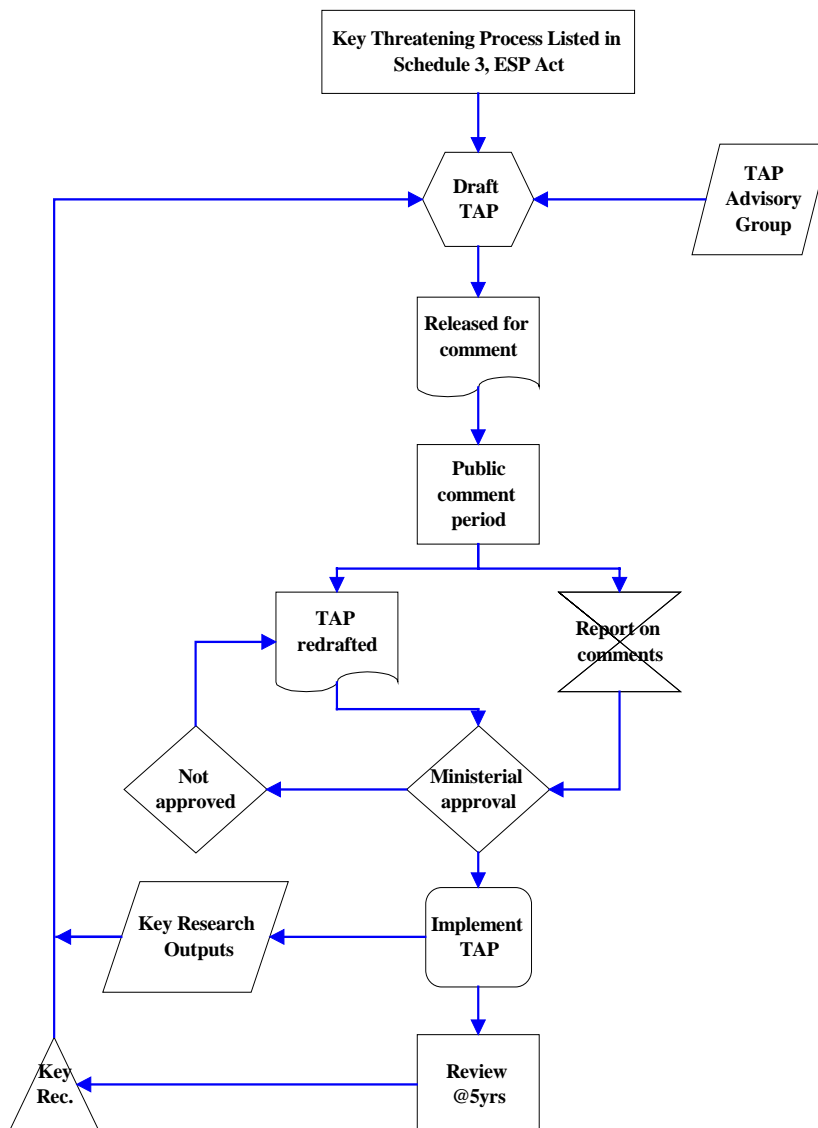 Key Threatening Process Listed in
Schedule 3, ESP Act
Draft
TAP
TAP
Advisory
Group
Released for
comment
Public
comment
period
TAP
redrafted
Report on
comments
Not
approved
Ministerial
approval
Key Research
Outputs
Implement
TAP
Key
Rec.
Review
@5yrs